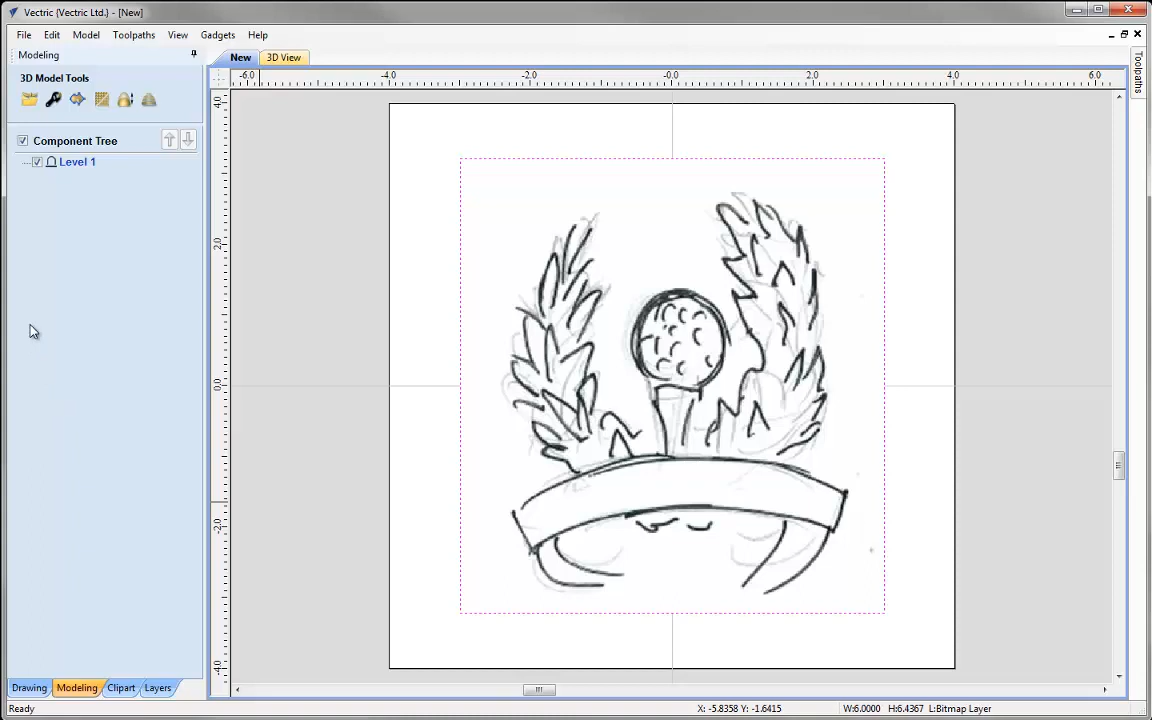 Vectric {Vectric Ltd.} - [New]
File Edit Model Toolpaths View Gadgets Help
Modeling
New 3D View
Toolpaths
-6.0 -4.0 -2.0 -0.0 2.0 4.0 6.0
3D Model Tools
4.0
Component Tree
Level 1
2.0
0.0
-2.0
-4.0
Drawing Modeling Clipart Layers
Ready X: -5.8358 Y: -1.6415 W:6.0000 H:6.4367 L:Bitmap Layer